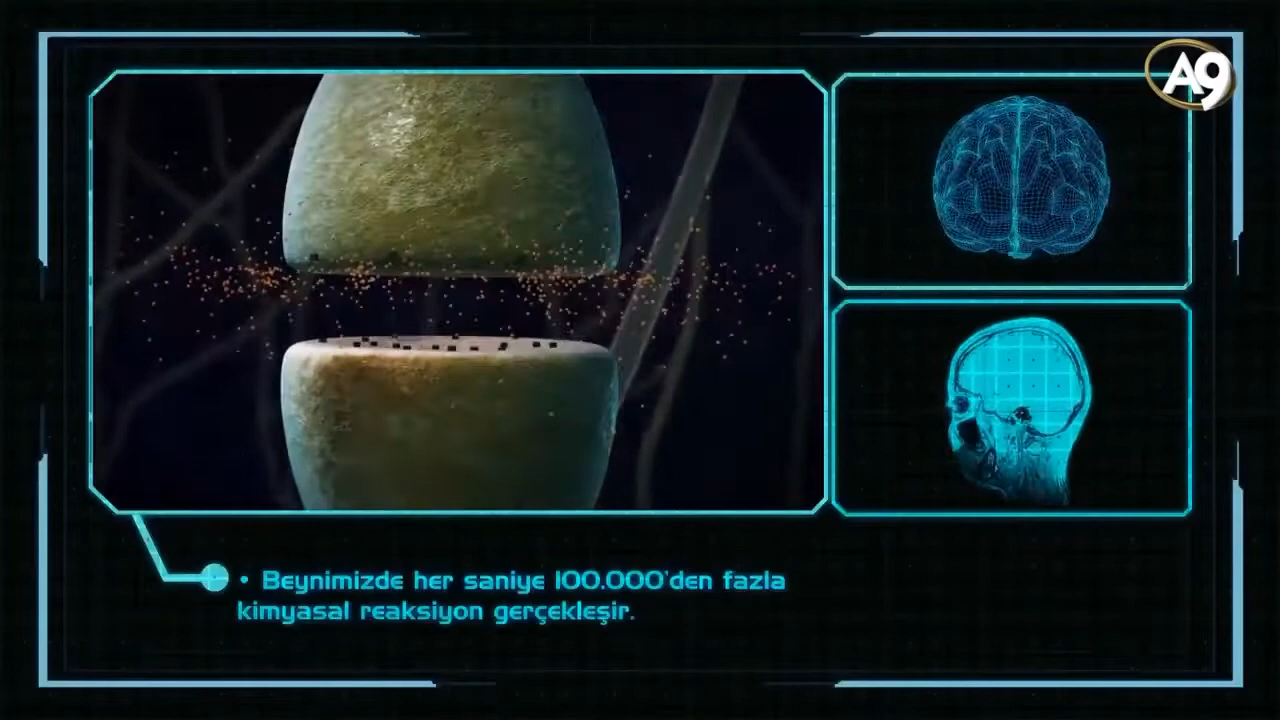 A9
• Beynimizde her saniye 100.000'den fazla
kimyasal reaksiyon gerçekleşir.